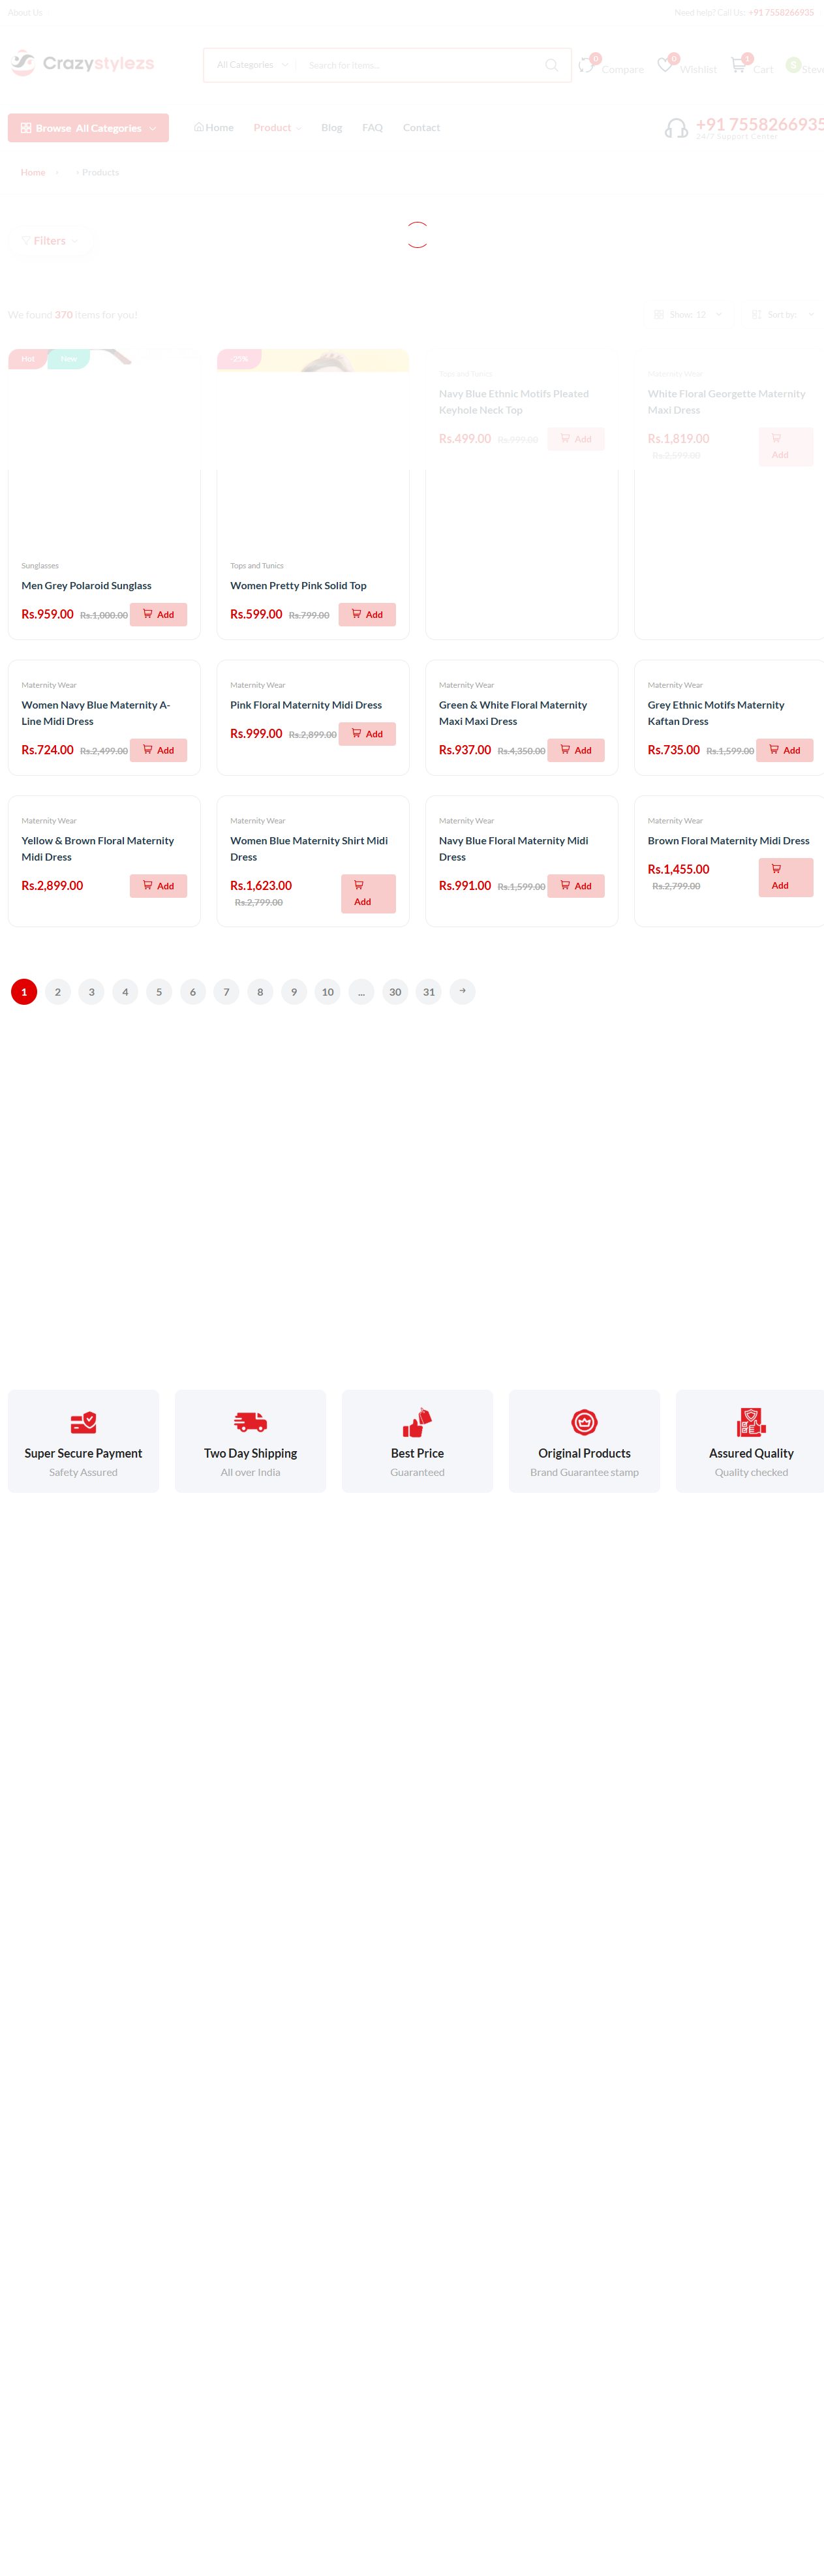 About Us
Need help? Call Us: +91 7558266935
Crazystylezs
All Categories
Search for items...
0
Compare
0
Wishlist
1
Cart
S
Steve
Browse All Categories
Home
Product
Blog
FAQ
Contact
+91 7558266935
24/7 Support Center
Home
Products
Filters
We found 370 items for you!
Show: 12
Sort by:
Hot
New
-25%
Sunglasses
Men Grey Polaroid Sunglass
Rs.959.00 Rs.1,000.00 Add
Tops and Tunics
Women Pretty Pink Solid Top
Rs.599.00 Rs.799.00 Add
Tops and Tunics
Navy Blue Ethnic Motifs Pleated
Keyhole Neck Top
Rs.499.00 Rs.999.00 Add
Maternity Wear
White Floral Georgette Maternity
Maxi Dress
Rs.1,819.00
Rs.2,599.00
Add
Maternity Wear
Women Navy Blue Maternity A-
Line Midi Dress
Rs.724.00 Rs.2,499.00 Add
Maternity Wear
Pink Floral Maternity Midi Dress
Rs.999.00 Rs.2,899.00 Add
Maternity Wear
Green & White Floral Maternity
Maxi Maxi Dress
Rs.937.00 Rs.4,350.00 Add
Maternity Wear
Grey Ethnic Motifs Maternity
Kaftan Dress
Rs.735.00 Rs.1,599.00 Add
Maternity Wear
Yellow & Brown Floral Maternity
Midi Dress
Rs.2,899.00 Add
Maternity Wear
Women Blue Maternity Shirt Midi
Dress
Rs.1,623.00
Rs.2,799.00
Add
Maternity Wear
Navy Blue Floral Maternity Midi
Dress
Rs.991.00 Rs.1,599.00 Add
Maternity Wear
Brown Floral Maternity Midi Dress
Rs.1,455.00
Rs.2,799.00
Add
1 2 3 4 5 6 7 8 9 10 ... 30 31
Super Secure Payment
Safety Assured
Two Day Shipping
All over India
Best Price
Guaranteed
Original Products
Brand Guarantee stamp
Assured Quality
Quality checked